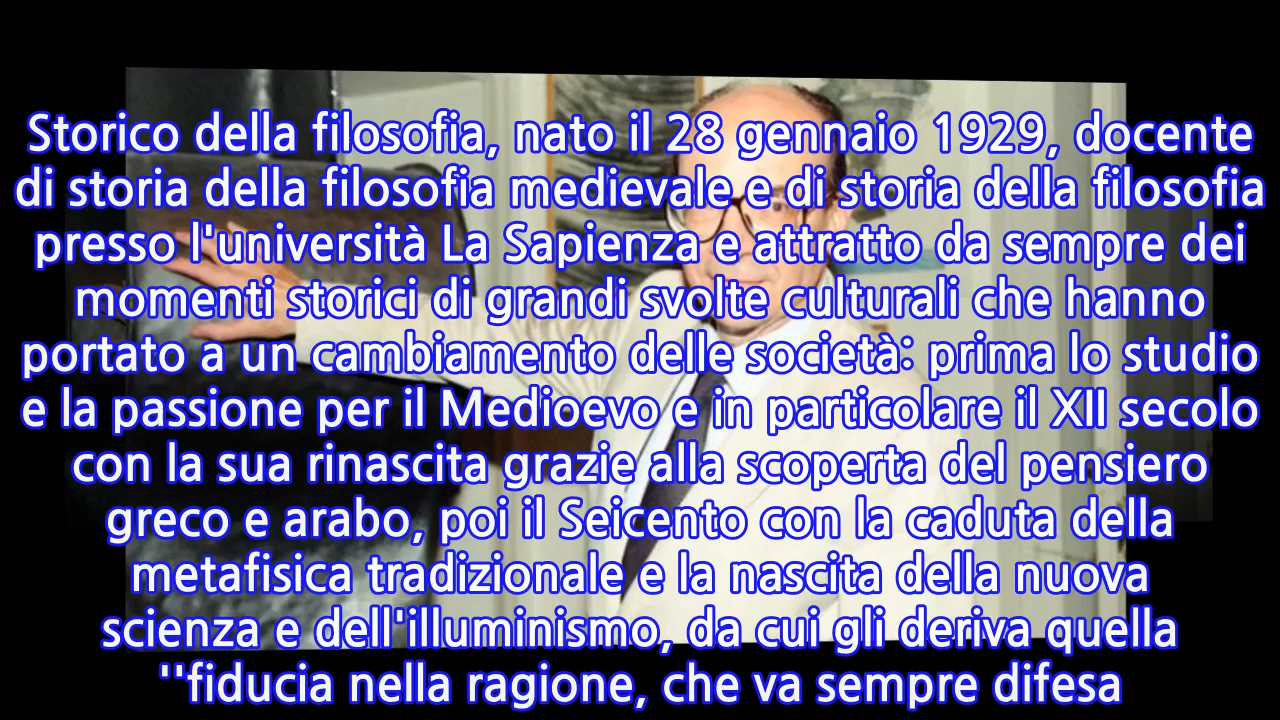 Storico della filosofia, nato il 28 gennaio 1929, docente
di storia della filosofia medievale e di storia della filosofia
presso l'università La Sapienza e attratto da sempre dei
momenti storici di grandi svolte culturali che hanno
portato a un cambiamento delle società: prima lo studio
e la passione per il Medioevo e in particolare il XII secolo
con la sua rinascita grazie alla scoperta del pensiero
greco e arabo, poi il Seicento con la caduta della
metafisica tradizionale e la nascita della nuova
scienza e dell'illuminismo, da cui gli deriva quella
''fiducia nella ragione, che va sempre difesa